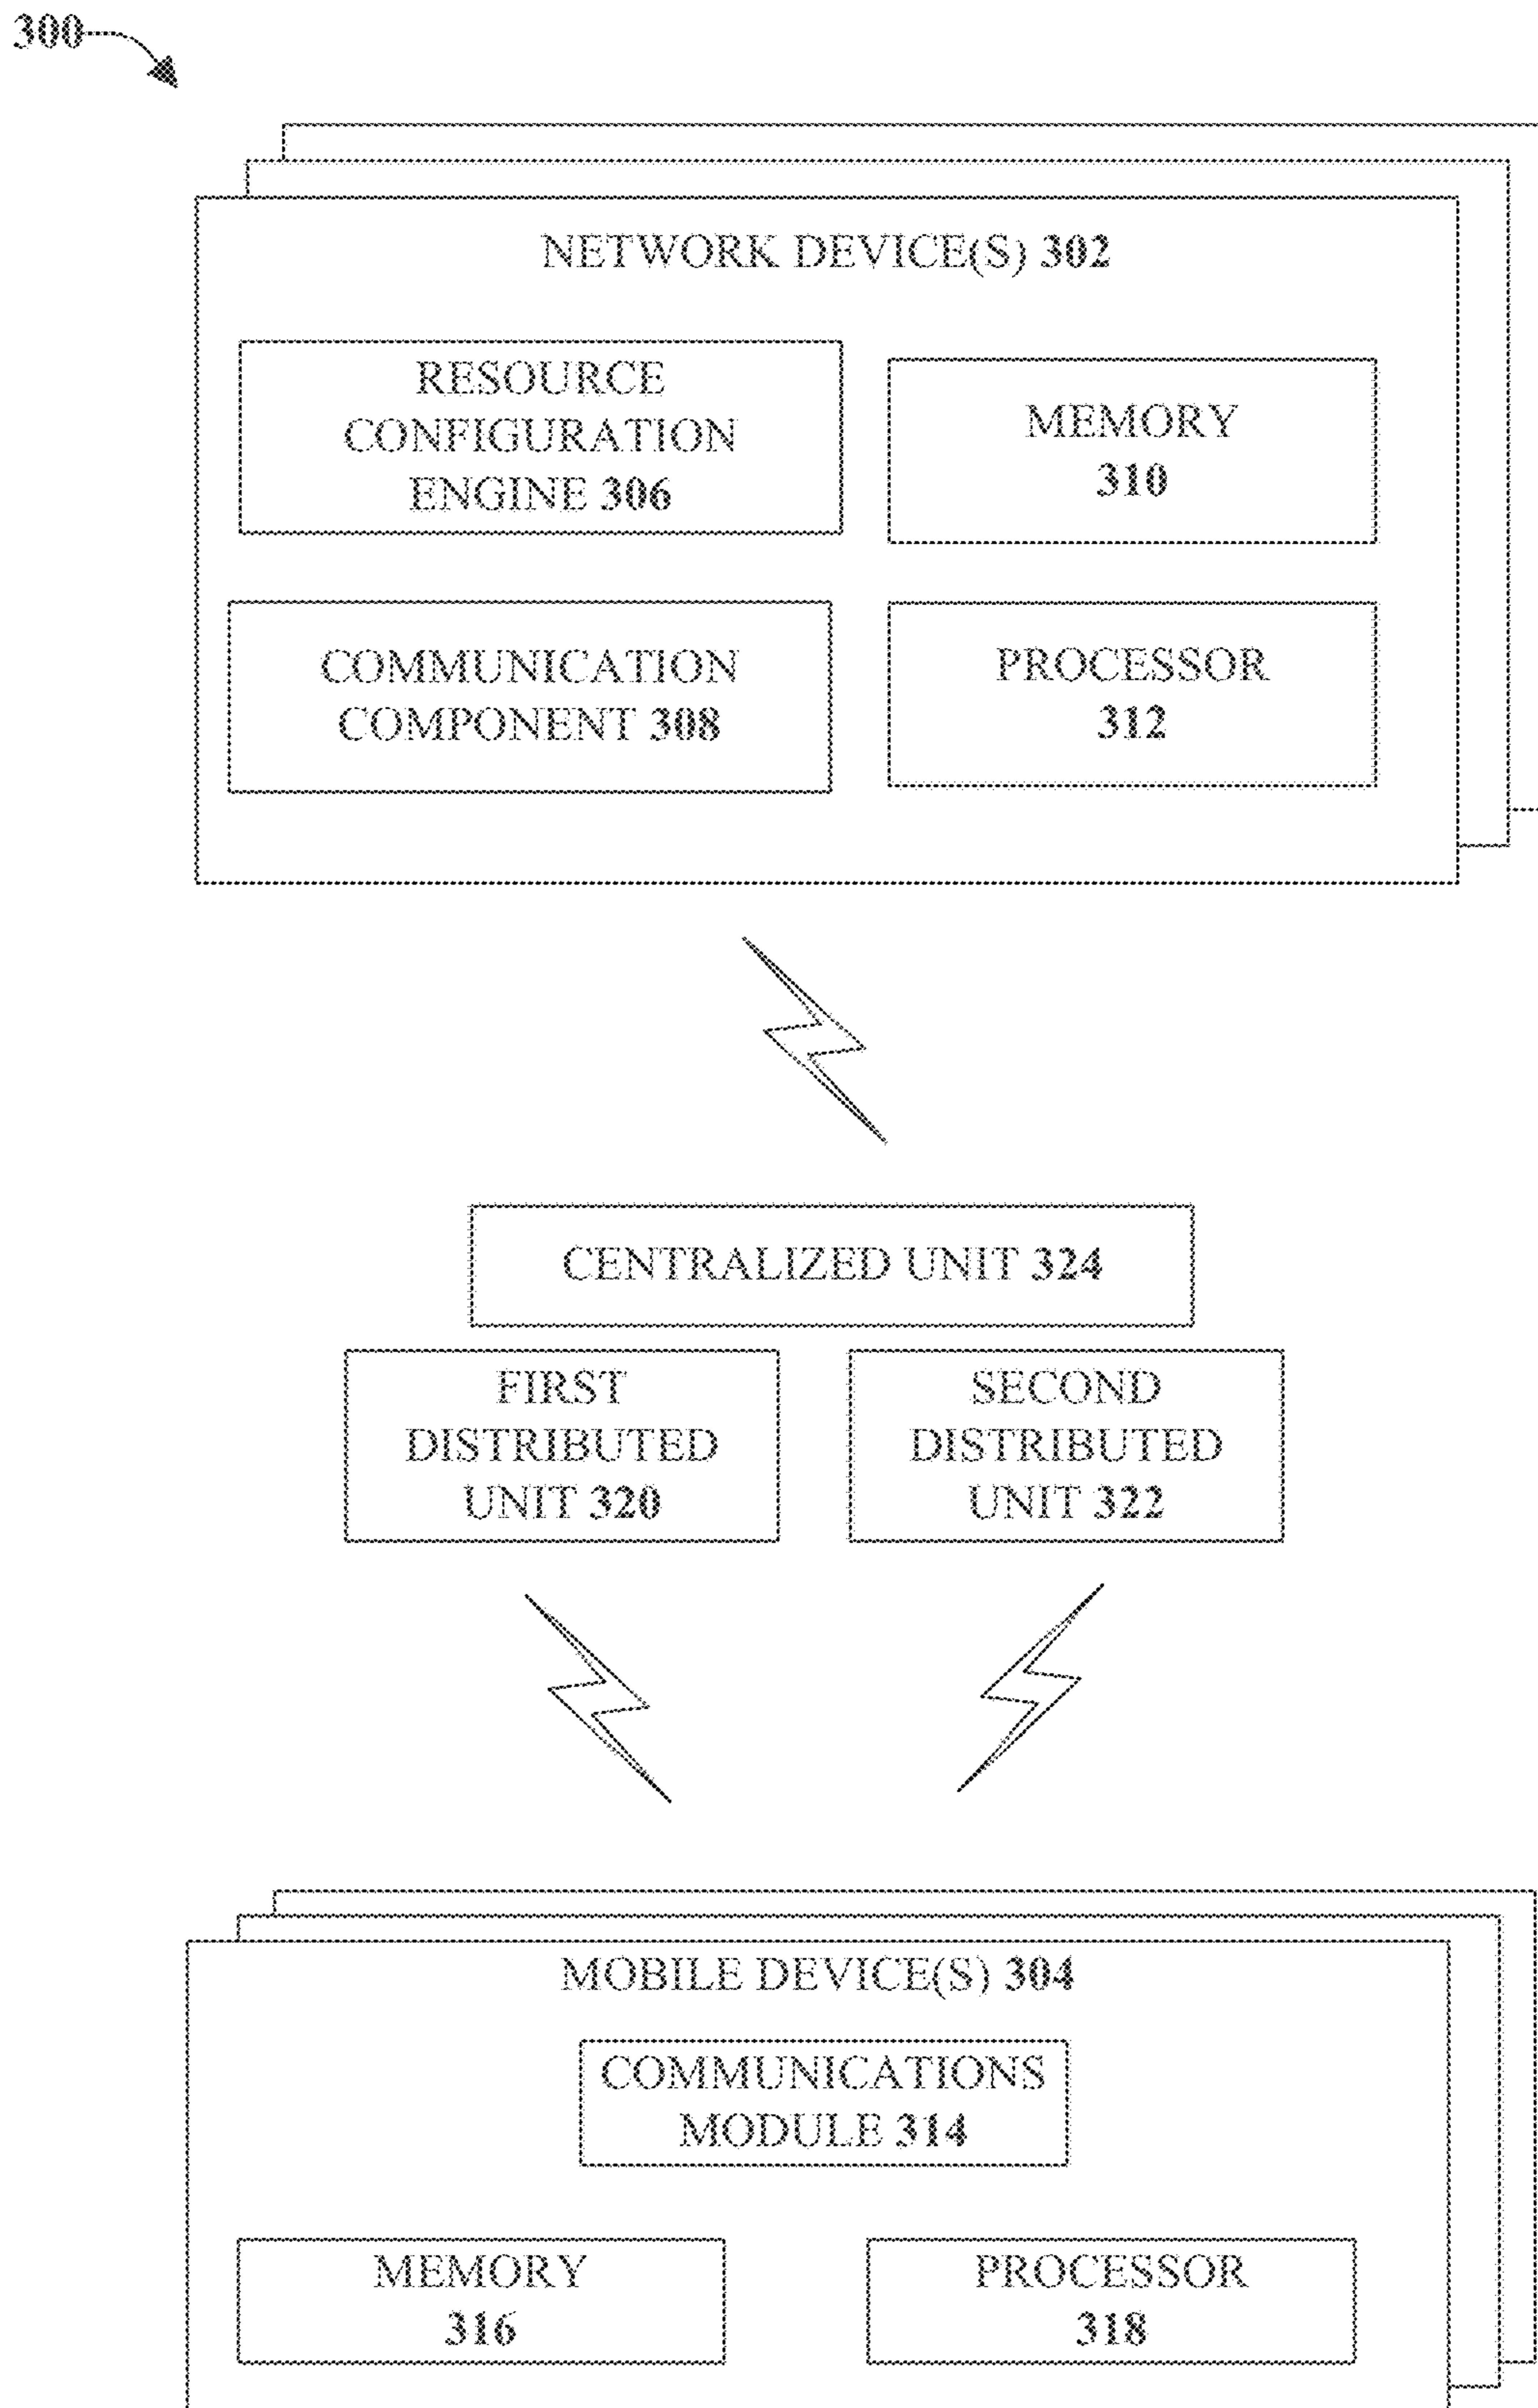 300
NETWORK DEVICE(S) 302
RESOURCE
CONFIGURATION
ENGINE 306
MEMORY
310
COMMUNICATION
COMPONENT 308
PROCESSOR
312
CENTRALIZED UNIT 324
FIRST
DISTRIBUTED
UNIT 320
SECOND
DISTRIBUTED
UNIT 322
MOBILE DEVICE(S) 304
COMMUNICATIONS
MODULE 314
MEMORY
316
PROCESSOR
318